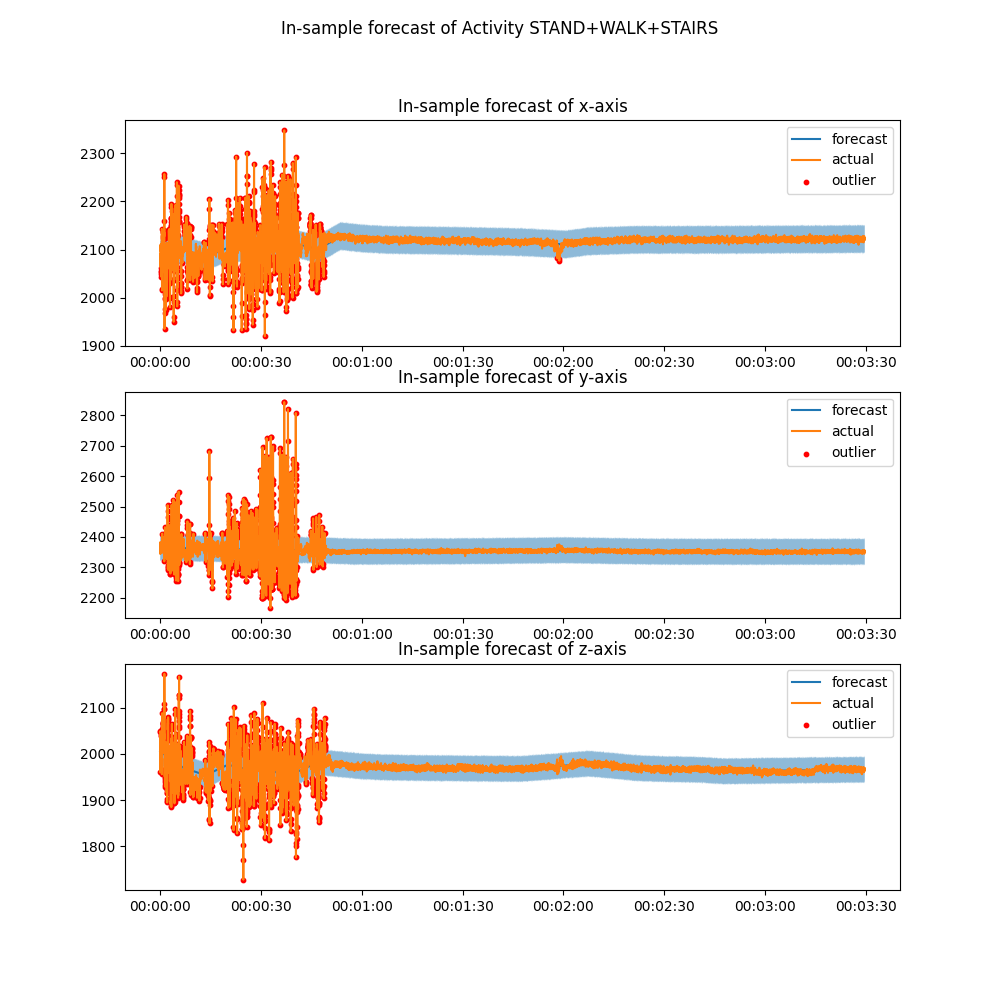 In-sample forecast of Activity STAND+WALK+STAIRS
In-sample forecast of x-axis
2300
2200
2100
2000
1900
forecast
actual
outlier
00:00:00 00:00:30 00:01:00 00:01:30 00:02:00 00:02:30 00:03:00 00:03:30
In-sample forecast of y-axis
2800
2700
2600
2500
2400
2300
2200
forecast
actual
outlier
00:00:00 00:00:30 00:01:00 00:01:30 00:02:00 00:02:30 00:03:00 00:03:30
In-sample forecast of z-axis
2100
2000
1900
1800
forecast
actual
outlier
00:00:00 00:00:30 00:01:00 00:01:30 00:02:00 00:02:30 00:03:00 00:03:30